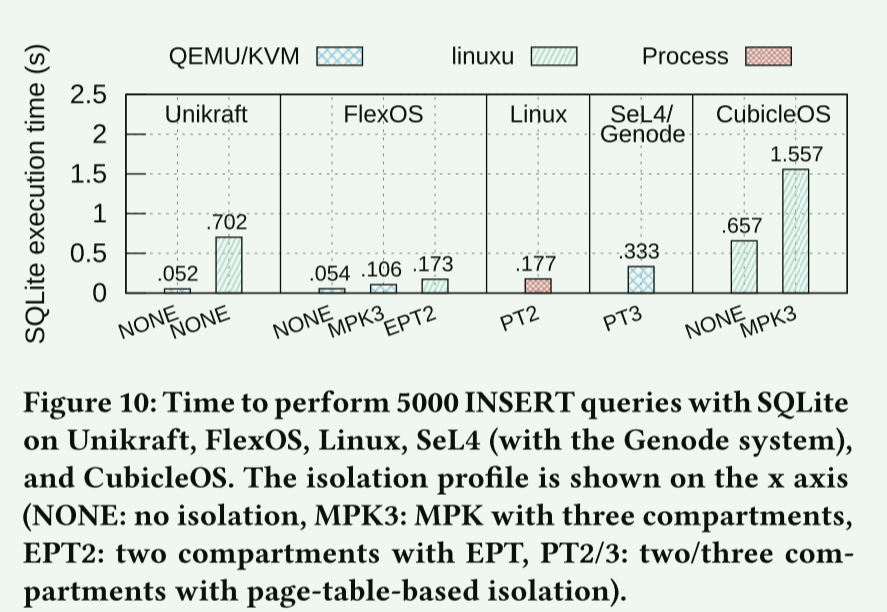 QEMU/KVM linuxu Process
SQLite execution time (s)
2.5
2
1.5
1
0.5
0
Unikraft FlexOS Linux SeL4/ CubicleOS
Genode
.052 .702 .054 .106 .173 .177 .333 .657 1.557
NONE NONE NONE MPK3 EPT2 PT2 PT3 NONE MPK3
Figure 10: Time to perform 5000 INSERT queries with SQLite
on Unikraft, FlexOS, Linux, SeL4 (with the Genode system),
and CubicleOS. The isolation profile is shown on the x axis
(NONE: no isolation, MPK3: MPK with three compartments,
EPT2: two compartments with EPT, PT2/3: two/three com-
partments with page-table-based isolation).